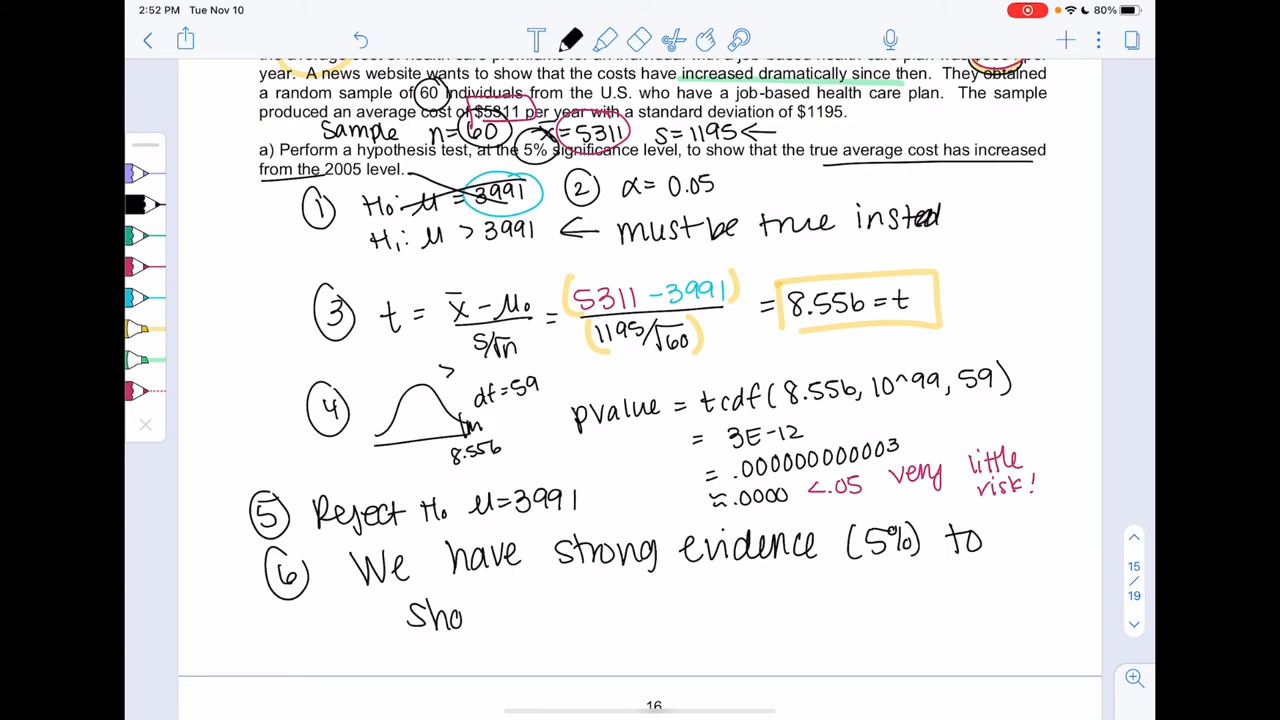 2:52 PM Tue Nov 10
80%
year. A news website wants to show that the costs have increased dramatically since then. They obtained
a random sample of 60 individuals from the U.S. who have a job-based health care plan. The sample
produced an average cost of $5311 per year with a standard deviation of $1195.
Sample n=60 x̄=5311 s=1195 ←
a) Perform a hypothesis test, at the 5% significance level, to show that the true average cost has increased
from the 2005 level.
① H₀: μ = 3991 ② α = 0.05
H₁: μ > 3991 ← must be true instead
③ t = x̄ - μ₀ / s/√n = (5311 - 3991) / (1195/√60) = 8.556 = t
④ > df = 59
8.556
pvalue = tcdf(8.556, 10^99, 59)
= 3E-12
= .000000000003
≈ .0000 < .05 very little risk!
⑤ Reject H₀ μ = 3991
⑥ We have strong evidence (5%) to
sho
15
/
19
16